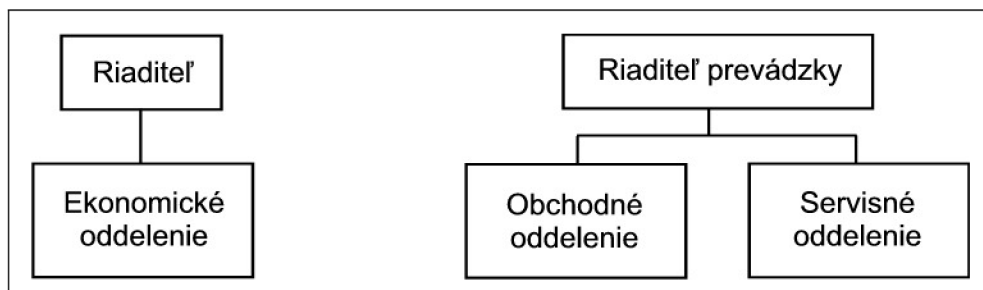 Riaditeľ
Riaditeľ prevádzky
Ekonomické
oddelenie
Obchodné
oddelenie
Servisné
oddelenie